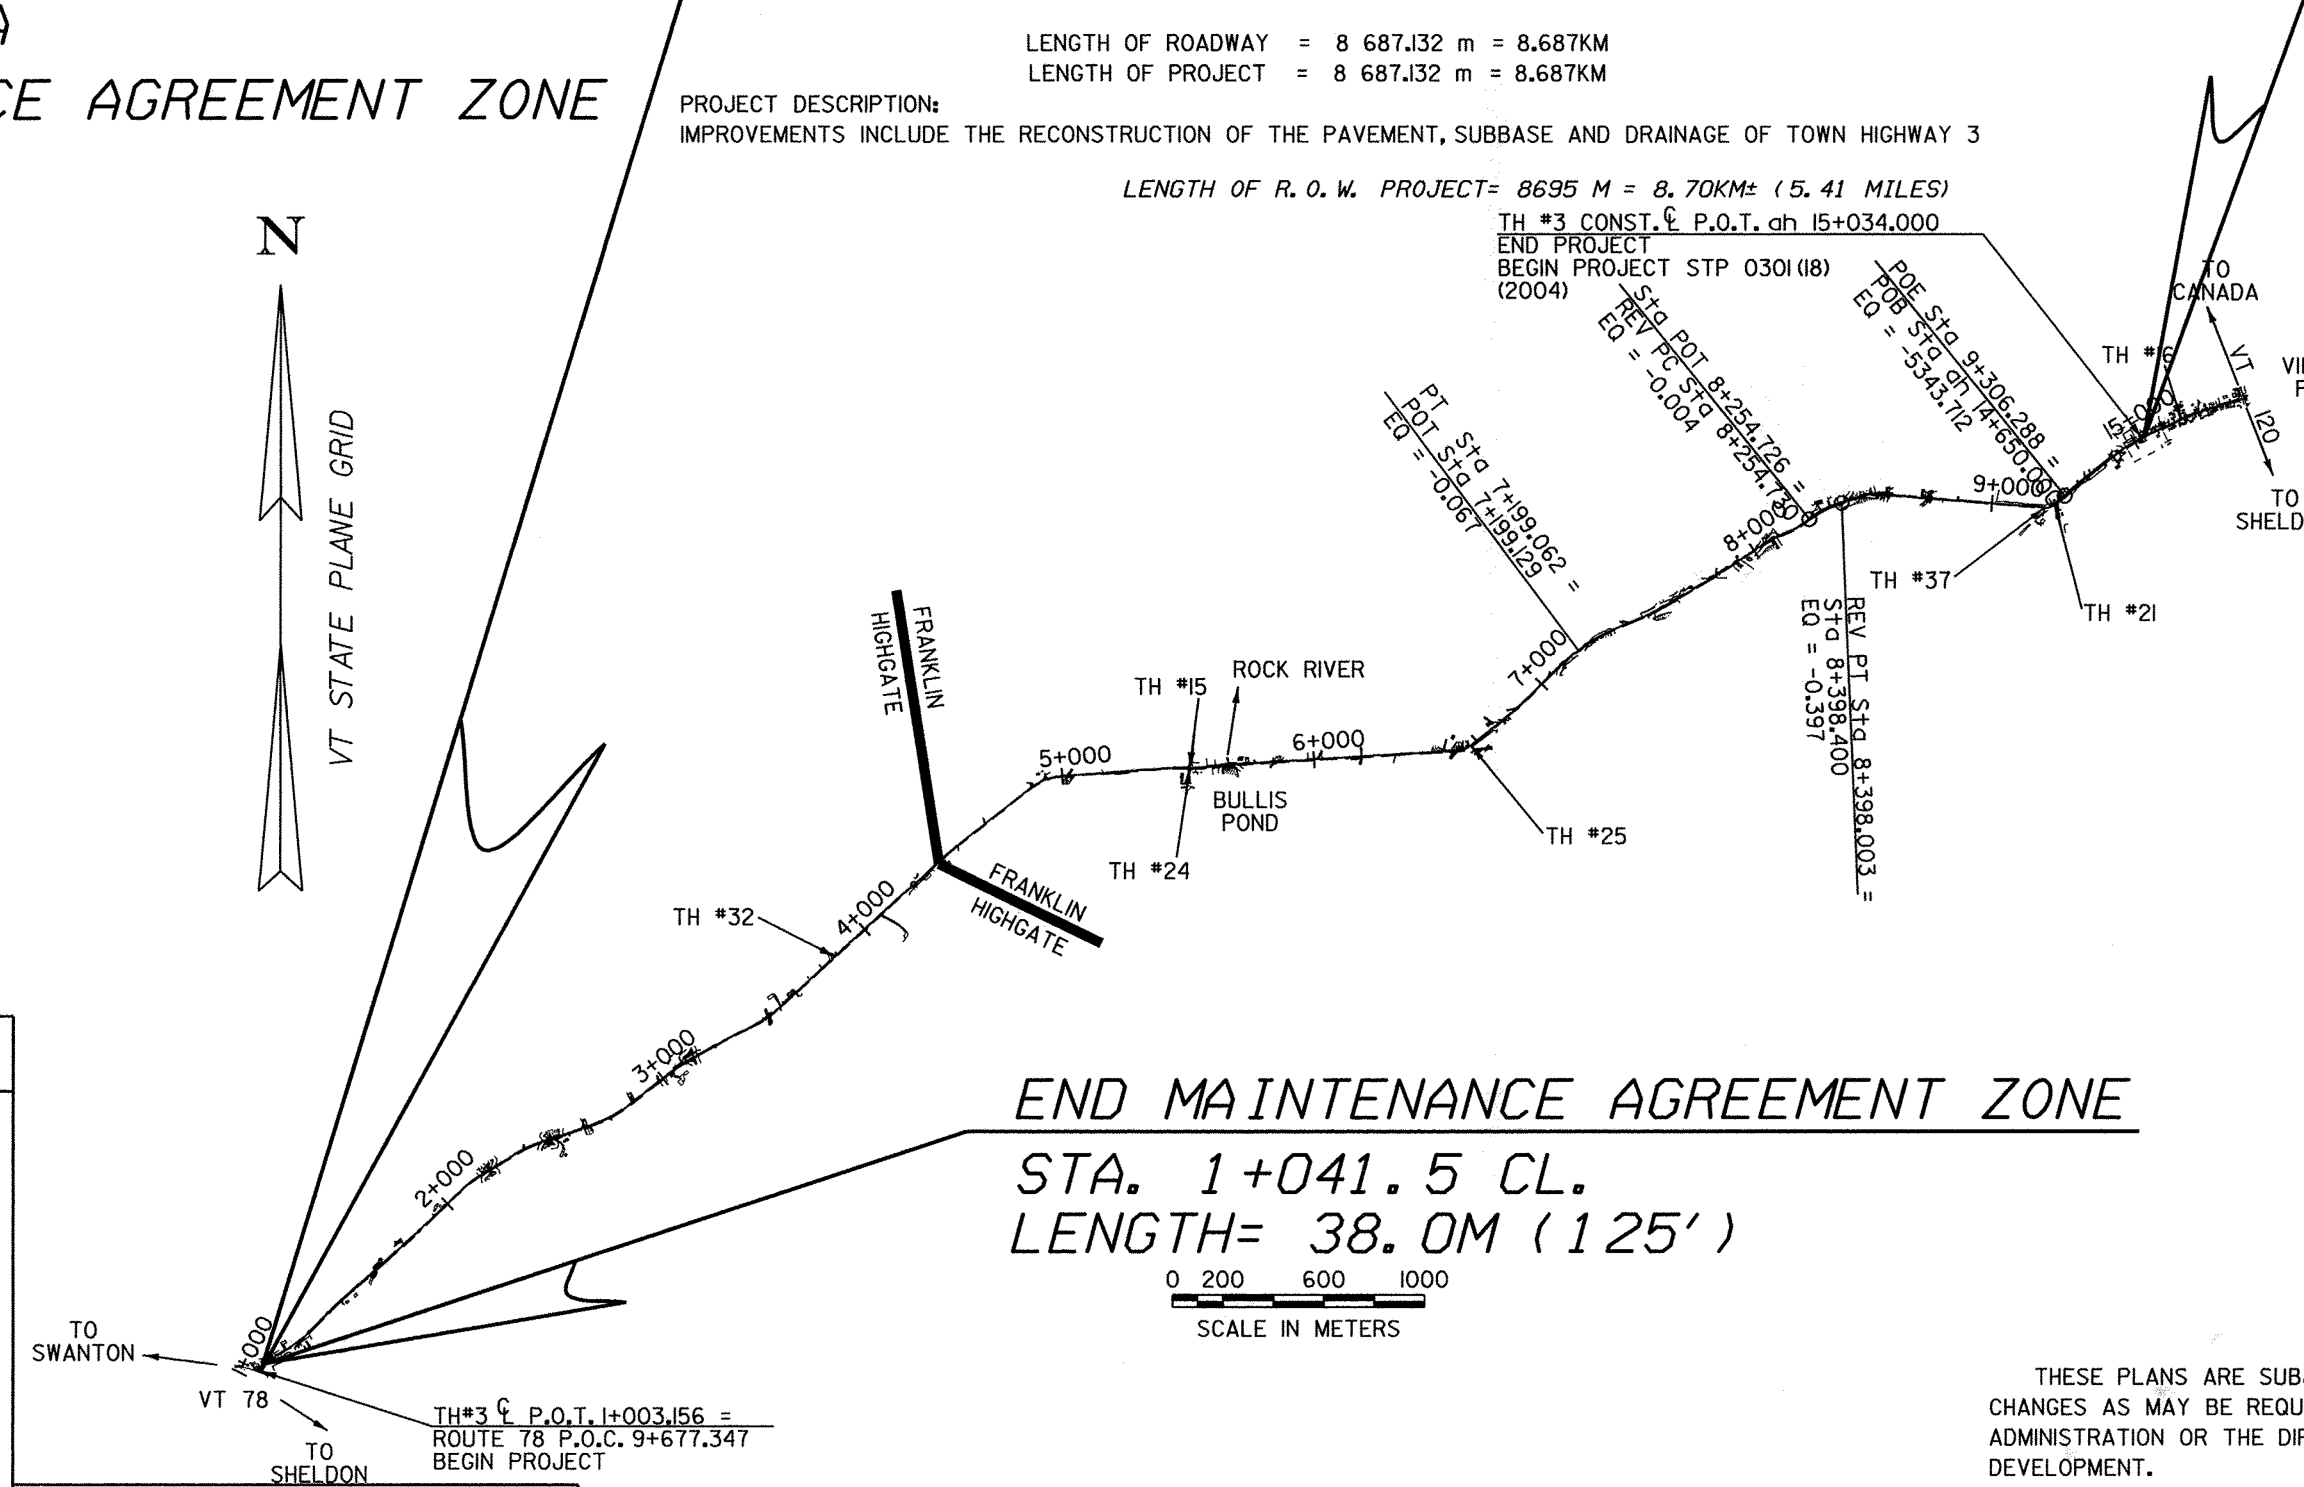 A
CE AGREEMENT ZONE
LENGTH OF ROADWAY = 8 687.132 m = 8.687KM
LENGTH OF PROJECT = 8 687.132 m = 8.687KM
PROJECT DESCRIPTION:
IMPROVEMENTS INCLUDE THE RECONSTRUCTION OF THE PAVEMENT, SUBBASE AND DRAINAGE OF TOWN HIGHWAY 3
LENGTH OF R.O.W. PROJECT= 8695 M = 8.70KM± (5.41 MILES)
TH #3 CONST. ℄ P.O.T. ah 15+034.000
END PROJECT
BEGIN PROJECT STP 0301(18)
(2004)
N
VT STATE PLANE GRID
PT Sta 7+199.062 =
POT Sta 7+199.129
EQ = -0.067
Sta POT 8+254.726 =
REV PC Sta 8+254.730
EQ = -0.004
POE Sta 9+306.288 =
POB Sta ah 14+650.000
EQ = -5343.712
TO
CANADA
TH #16
VT
120
TO
SHELD
VI
F
15+000
9+000
8+000
TH #37
TH #21
REV PT Sta 8+398.003 =
Sta 8+398.400
EQ = -0.397
7+000
FRANKLIN
HIGHGATE
TH #15
ROCK RIVER
5+000
6+000
BULLIS
POND
TH #24
TH #25
FRANKLIN
HIGHGATE
4+000
TH #32
3+000
2+000
END MAINTENANCE AGREEMENT ZONE
STA. 1+041.5 CL.
LENGTH= 38.0M (125')
0 200 600 1000
SCALE IN METERS
1+000
TO
SWANTON
VT 78
TO
SHELDON
TH#3 ℄ P.O.T. 1+003.156 =
ROUTE 78 P.O.C. 9+677.347
BEGIN PROJECT
THESE PLANS ARE SUBJ
CHANGES AS MAY BE REQU
ADMINISTRATION OR THE DIR
DEVELOPMENT.